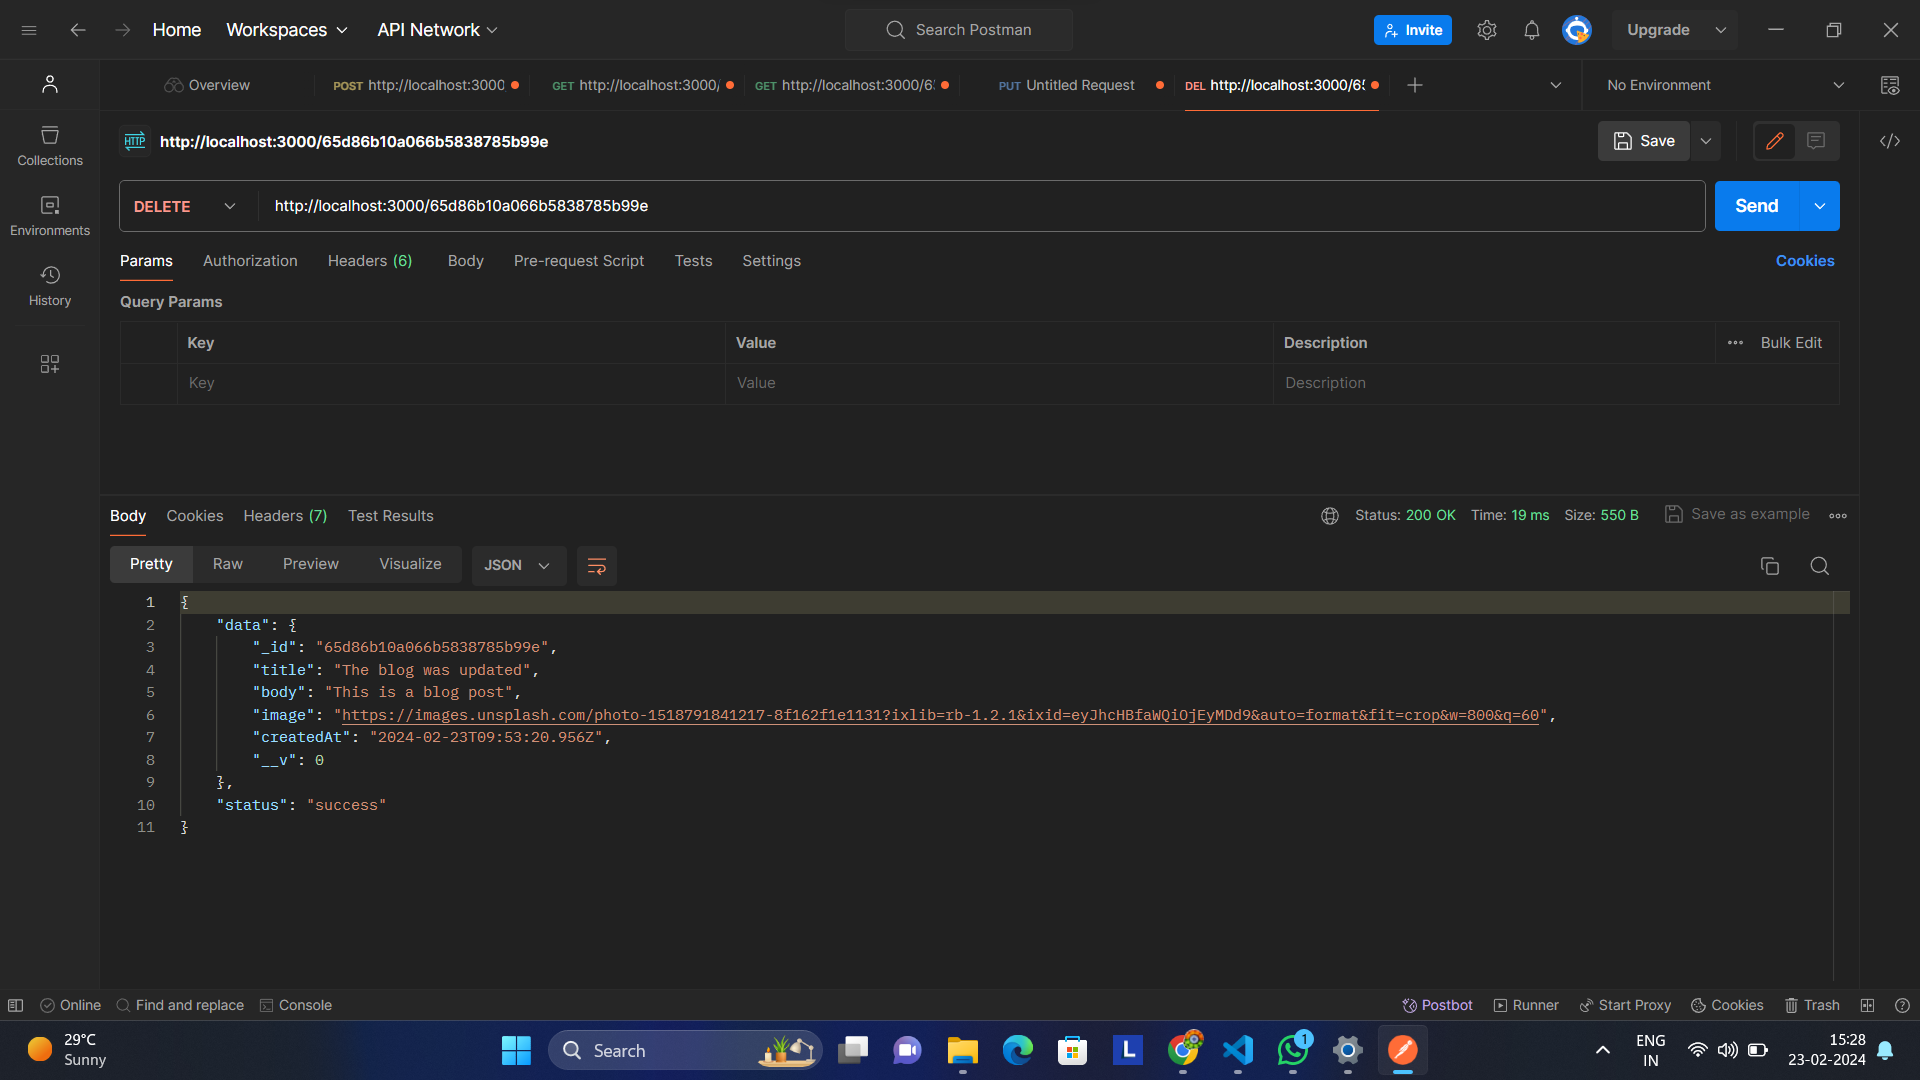 Home Workspaces API Network Search Postman Invite Upgrade
Overview POST http://localhost:3000 GET http://localhost:3000/ GET http://localhost:3000/6 PUT Untitled Request DEL http://localhost:3000/65 No Environment
HTTP http://localhost:3000/65d86b10a066b5838785b99e Save
Collections
DELETE http://localhost:3000/65d86b10a066b5838785b99e Send
Environments
Params Authorization Headers (6) Body Pre-request Script Tests Settings Cookies
History
Query Params
Key Value Description Bulk Edit
Key Value Description
Body Cookies Headers (7) Test Results Status: 200 OK Time: 19 ms Size: 550 B Save as example
Pretty Raw Preview Visualize JSON
1 {
2 "data": {
3 "_id": "65d86b10a066b5838785b99e",
4 "title": "The blog was updated",
5 "body": "This is a blog post",
6 "image": "https://images.unsplash.com/photo-1518791841217-8f162f1e1131?ixlib=rb-1.2.1&ixid=eyJhcHBfaWQiOjEyMDd9&auto=format&fit=crop&w=800&q=60",
7 "createdAt": "2024-02-23T09:53:20.956Z",
8 "__v": 0
9 },
10 "status": "success"
11 }
Online Find and replace Console Postbot Runner Start Proxy Cookies Trash
29°C
Sunny
Search
L
1
ENG
IN
15:28
23-02-2024